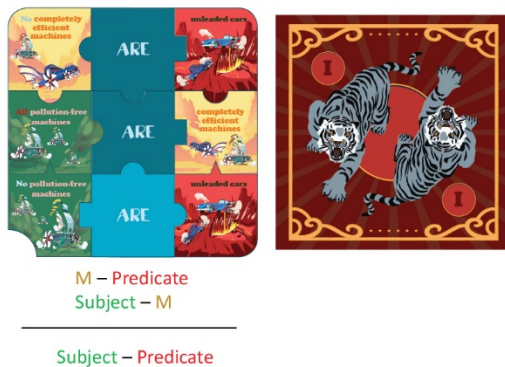 No completely
efficient
machines
ARE
unleaded cars
All pollution-free
machines
ARE
completely
efficient
machines
No pollution-free
machines
ARE
unleaded cars
M – Predicate
Subject – M
Subject – Predicate
I
I